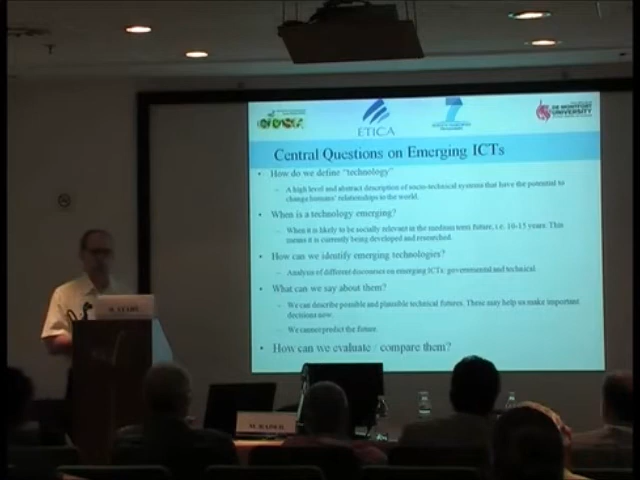 ETICA
7
DE MONTFORT
UNIVERSITY
Central Questions on Emerging ICTs
• How do we define "technology"
– A high level and abstract description of socio-technical systems that have the potential to
change humans' relationships to the world.
• When is a technology emerging?
– When it is likely to be socially relevant in the medium term future, i.e. 10-15 years. This
means it is currently being developed and researched.
• How can we identify emerging technologies?
– Analysis of different discourses on emerging ICTs: governmental and technical.
• What can we say about them?
– We can describe possible and plausible technical futures. These may help us make important
decisions now.
– We cannot predict the future.
• How can we evaluate / compare them?